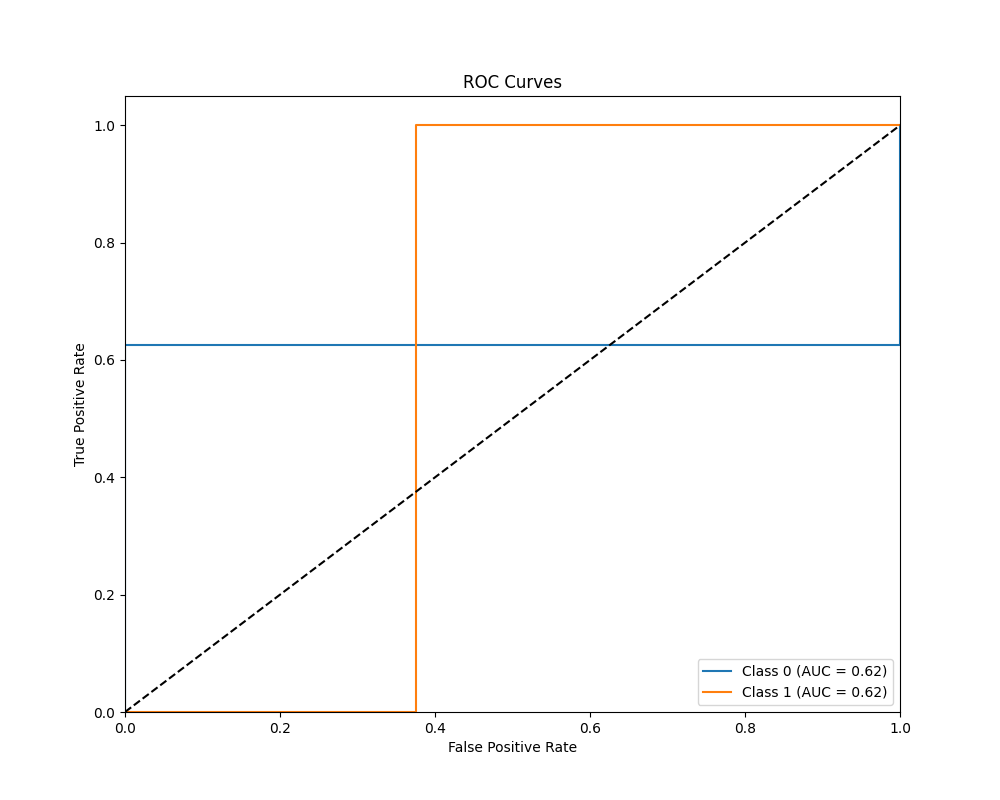 ROC Curves
True Positive Rate
1.0
0.8
0.6
0.4
0.2
0.0
0.0 0.2 0.4 0.6 0.8 1.0
False Positive Rate
Class 0 (AUC = 0.62)
Class 1 (AUC = 0.62)